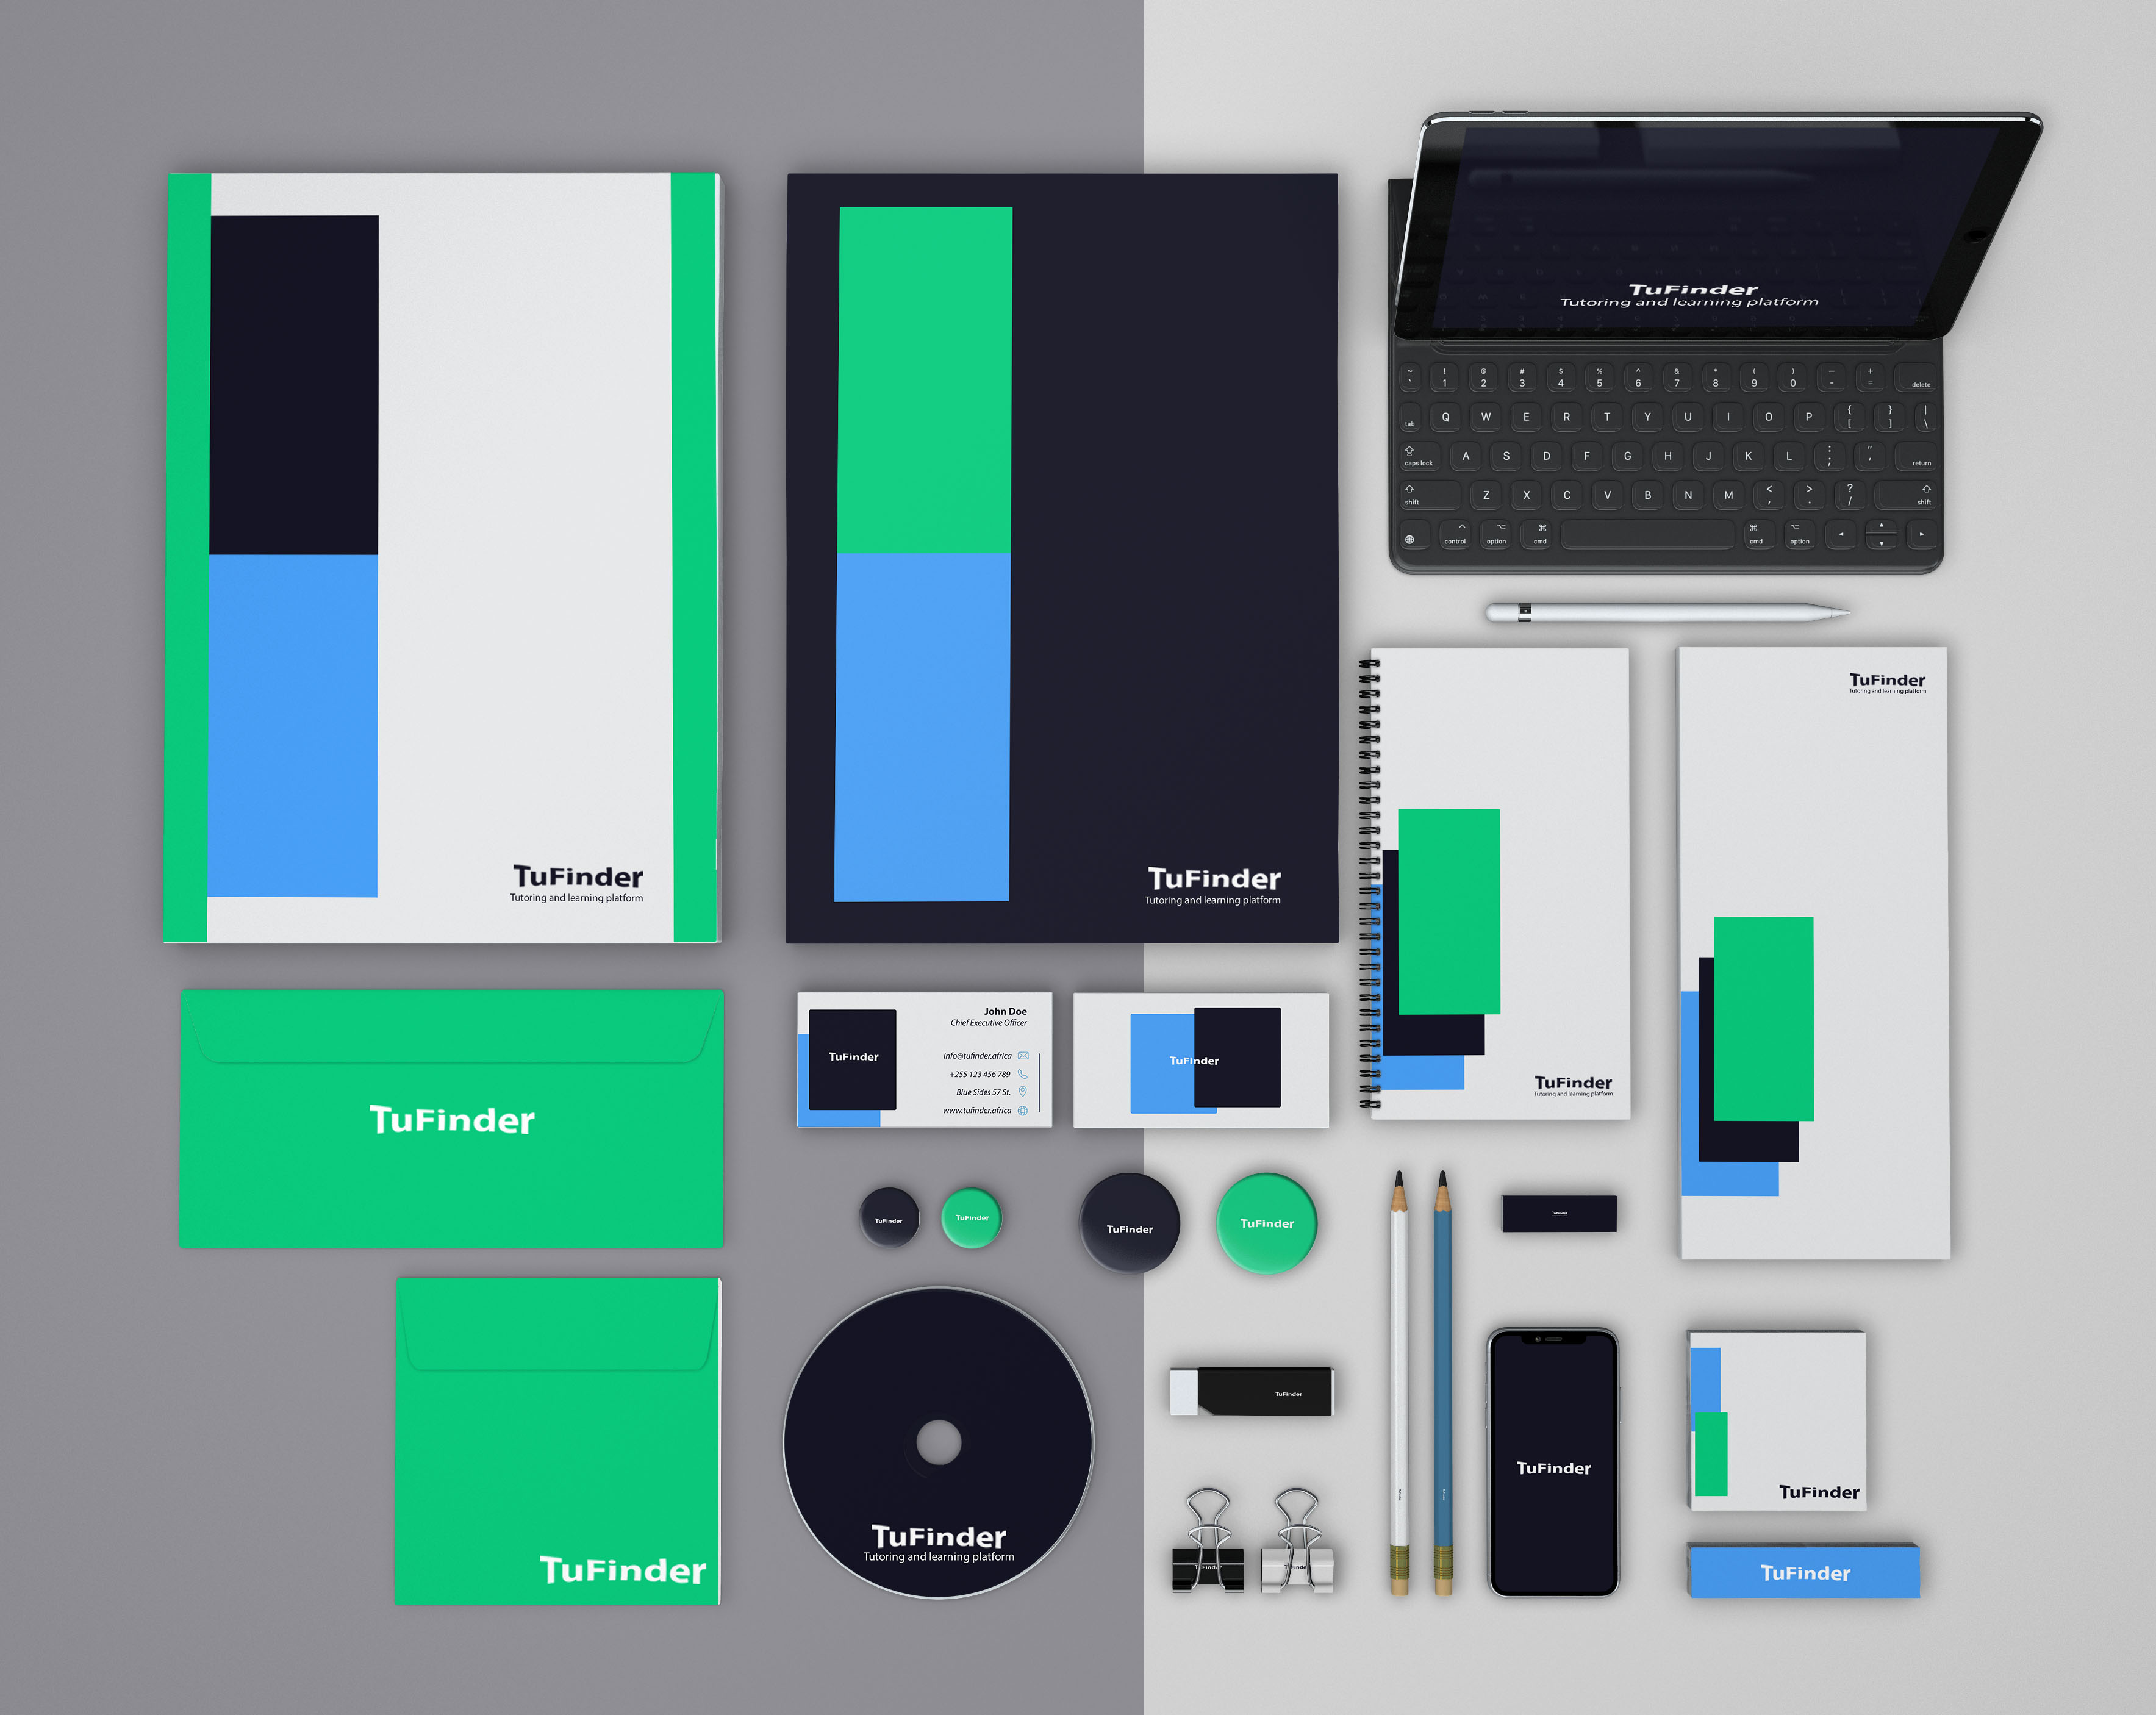 TuFinder
Tutoring and learning platform
TuFinder
Tutoring and learning platform
TuFinder
Tutoring and learning platform
~ ! @ # $ % ^ & * ( ) — +
` 1 2 3 4 5 6 7 8 9 0 - = delete
tab Q W E R T Y U I O P { [ } ] | \
caps lock A S D F G H J K L : ; " ' return
shift Z X C V B N M < , > . ? / shift
control option cmd cmd option
TuFinder
Tutoring and learning platform
TuFinder
Tutoring and learning platform
TuFinder
TuFinder
John Doe
Chief Executive Officer
info@tufinder.africa
+255 123 456 789
Blue Sides 57 St.
www.tufinder.africa
TuFinder
TuFinder
TuFinder
TuFinder
TuFinder
TuFinder
TuFinder
TuFinder
TuFinder
Tutoring and learning platform
TuFinder
TuFinder
TuFinder
TuFinder